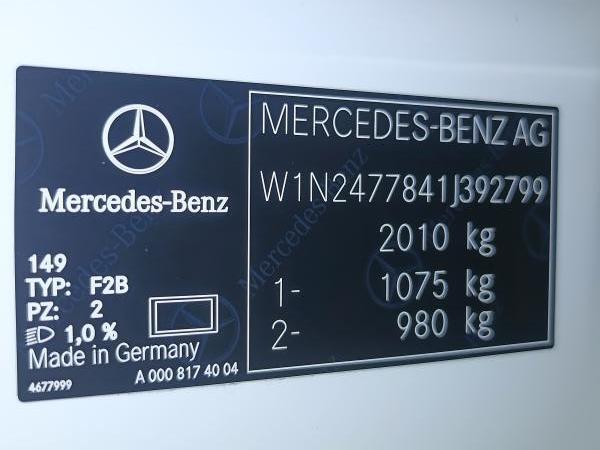 Mercedes-Benz
149
TYP: F2B
PZ: 2
1,0 %
Made in Germany
4677999
A 000 817 40 04
MERCEDES-BENZ AG
W1N2477841J392799
2010 kg
1- 1075 kg
2- 980 kg